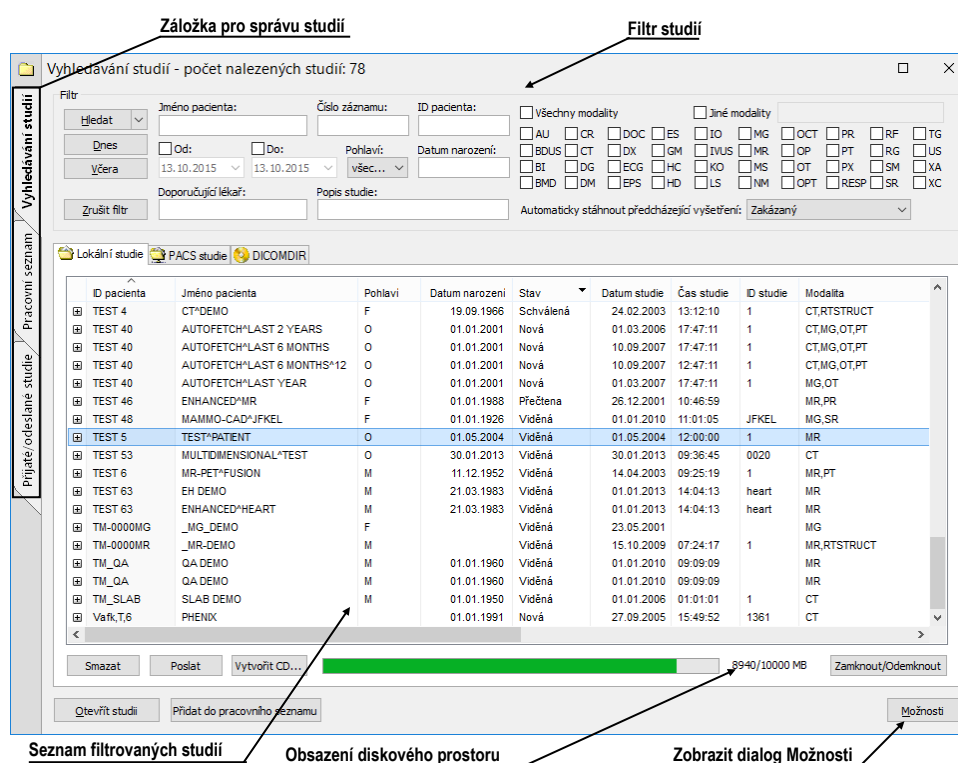 Záložka pro správu studií
Filtr studií
Vyhledávání studií - počet nalezených studií: 78
Vyhledávání studií
Pracovní seznam
Přijaté/odeslané studie
Filtr
Hledat
Dnes
Včera
Zrušit filtr
Jméno pacienta:
Číslo záznamu:
ID pacienta:
Od:
Do:
Pohlaví:
Datum narození:
13.10.2015
13.10.2015
všec...
Doporučující lékař:
Popis studie:
Všechny modality
Jiné modality
AU CR DOC ES IO MG OCT PR RF TG
BDUS CT DX GM IVUS MR OP PT RG US
BI DG ECG HC KO MS OT PX SM XA
BMD DM EPS HD LS NM OPT RESP SR XC
Automaticky stáhnout předcházející vyšetření: Zakázaný
Lokální studie PACS studie DICOMDIR
ID pacienta Jméno pacienta Pohlaví Datum narození Stav Datum studie Čas studie ID studie Modalita
TEST 4 CT^DEMO F 19.09.1966 Schválená 24.02.2003 13:12:10 1 CT,RTSTRUCT
TEST 40 AUTOFETCH^LAST 2 YEARS O 01.01.2001 Nová 01.03.2006 17:47:11 1 CT,MG,OT,PT
TEST 40 AUTOFETCH^LAST 6 MONTHS O 01.01.2001 Nová 10.09.2007 17:47:11 1 CT,MG,OT,PT
TEST 40 AUTOFETCH^LAST 6 MONTHS^12 O 01.01.2001 Nová 10.09.2007 12:47:11 1 CT,MG,OT,PT
TEST 40 AUTOFETCH^LAST YEAR O 01.01.2001 Nová 01.03.2007 17:47:11 1 MG,OT
TEST 46 ENHANCED^MR F 01.01.1988 Přečtena 26.12.2001 10:46:59 MR,PR
TEST 48 MAMMO-CAD^JFKEL F 01.01.1926 Viděná 01.01.2010 11:01:05 JFKEL MG,SR
TEST 5 TEST^PATIENT O 01.05.2004 Viděná 01.05.2004 12:00:00 1 MR
TEST 53 MULTIDIMENSIONAL^TEST O 30.01.2013 Viděná 30.01.2013 09:36:45 0020 CT
TEST 6 MR-PET^FUSION M 11.12.1952 Viděná 14.04.2003 09:25:19 1 MR,PT
TEST 63 EH DEMO M 21.03.1983 Viděná 01.01.2013 14:04:13 heart MR
TEST 63 ENHANCED^HEART M 21.03.1983 Viděná 01.01.2013 14:04:13 heart MR
TM-0000MG _MG_DEMO F Viděná 23.05.2001 MG
TM-0000MR _MR-DEMO M Viděná 15.10.2009 07:24:17 1 MR,RTSTRUCT
TM_QA QA DEMO M 01.01.1960 Viděná 01.01.2010 09:09:09 MR
TM_QA QA DEMO M 01.01.1960 Viděná 01.01.2010 09:09:09 MR
TM_SLAB SLAB DEMO M 01.01.1950 Viděná 01.01.2006 01:01:01 1 CT
Vafk,T,6 PHENIX 01.01.1991 Nová 27.09.2005 15:49:52 1361 CT
Smazat Poslat Vytvořit CD... 8940/10000 MB Zamknout/Odemknout
Otevřít studii Přidat do pracovního seznamu Možnosti
Seznam filtrovaných studií
Obsazení diskového prostoru
Zobrazit dialog Možnosti